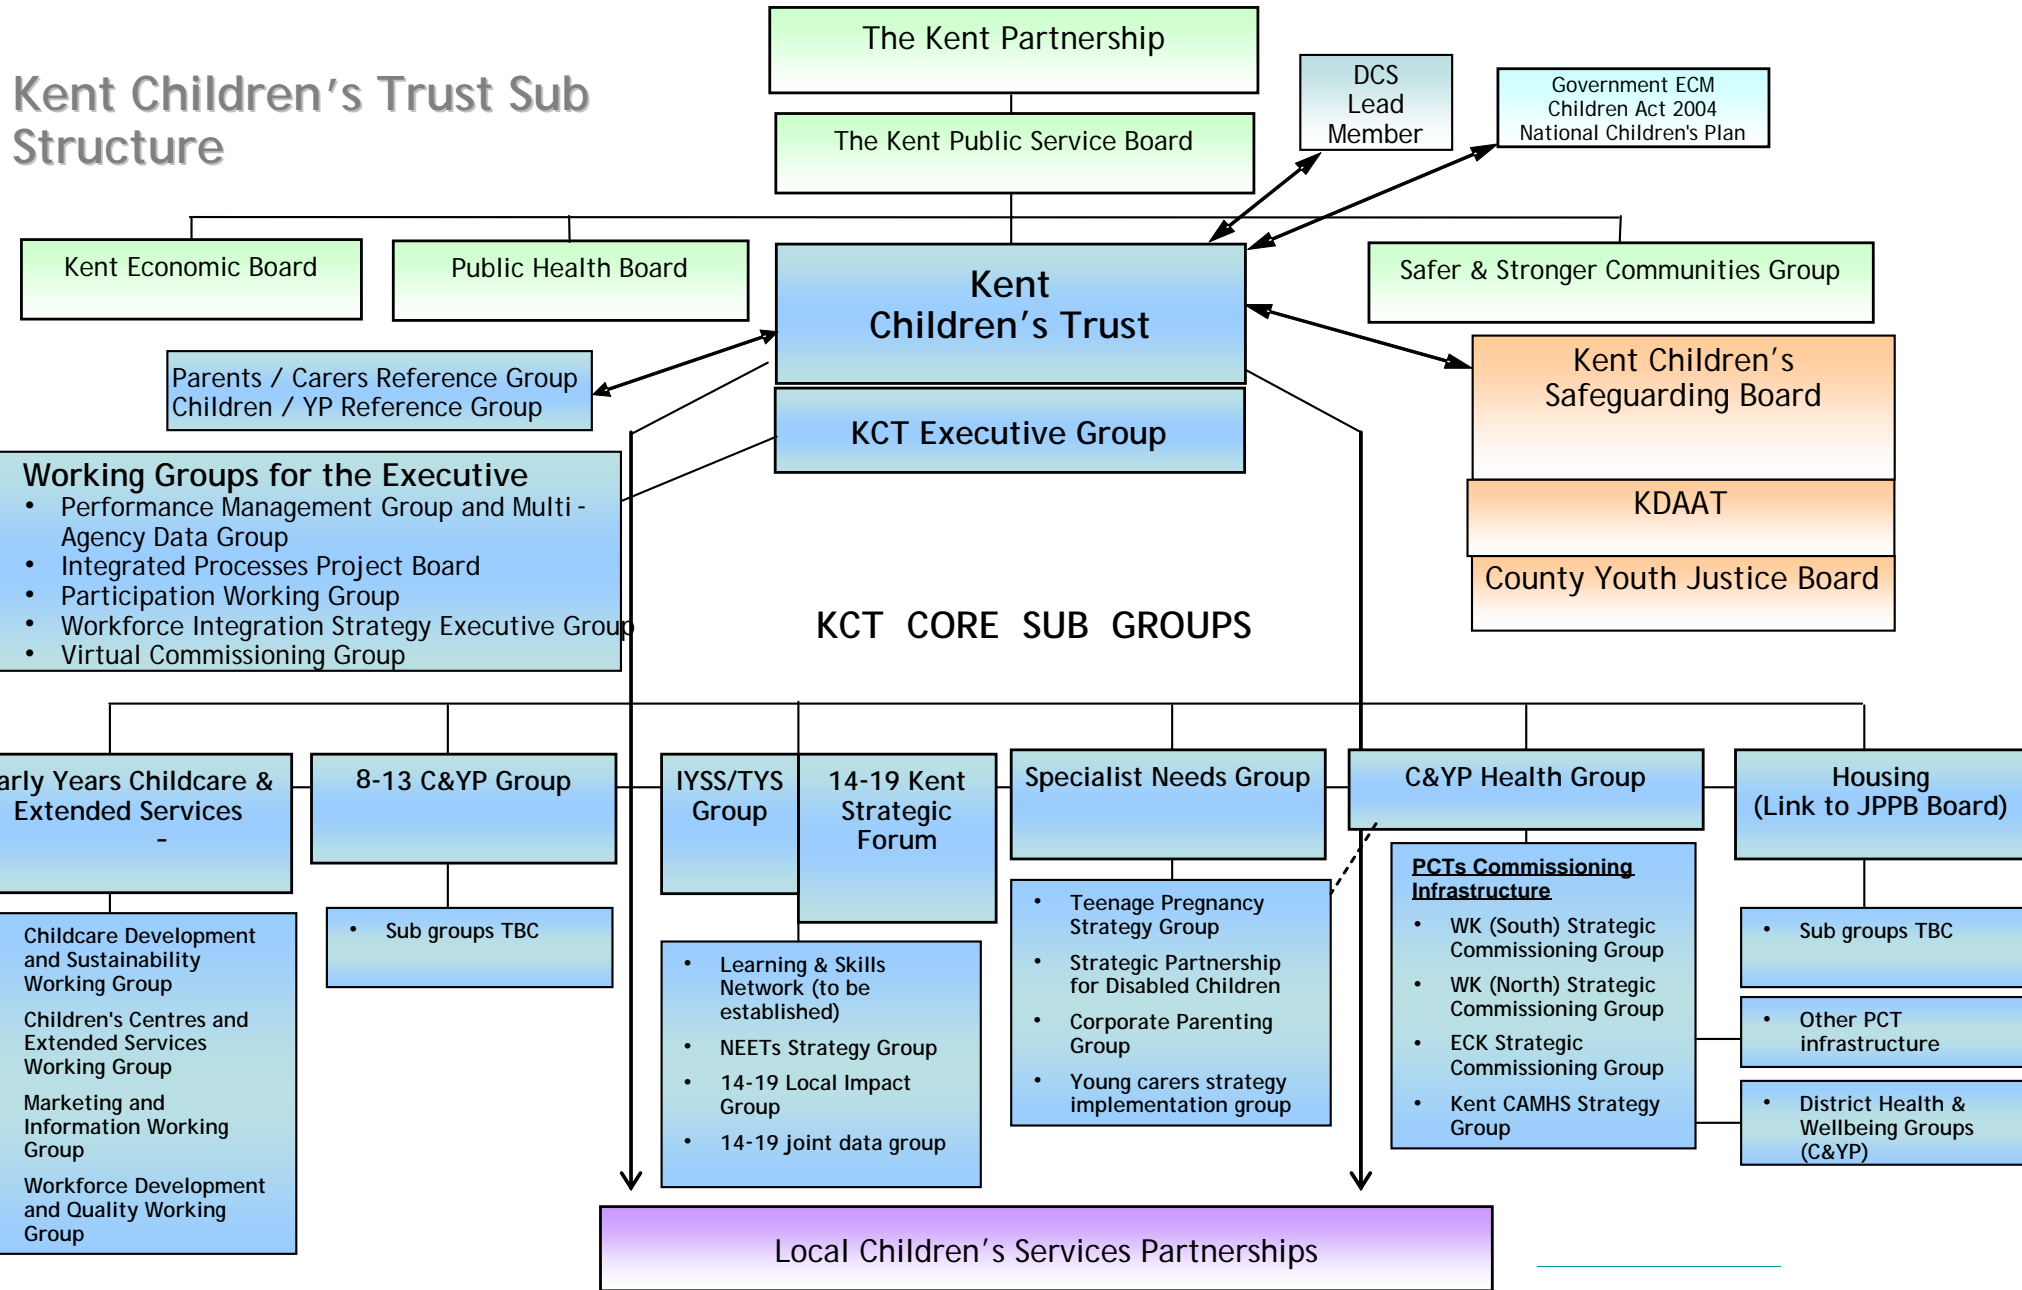 Kent Children's Trust Sub
Structure
The Kent Partnership
The Kent Public Service Board
DCS
Lead
Member
Government ECM
Children Act 2004
National Children's Plan
Kent Economic Board
Public Health Board
Kent
Children's Trust
Safer & Stronger Communities Group
Parents / Carers Reference Group
Children / YP Reference Group
KCT Executive Group
Kent Children's
Safeguarding Board
KDAAT
County Youth Justice Board
Working Groups for the Executive
• Performance Management Group and Multi -
Agency Data Group
• Integrated Processes Project Board
• Participation Working Group
• Workforce Integration Strategy Executive Group
• Virtual Commissioning Group
KCT CORE SUB GROUPS
arly Years Childcare &
Extended Services
-
Childcare Development
and Sustainability
Working Group
Children's Centres and
Extended Services
Working Group
Marketing and
Information Working
Group
Workforce Development
and Quality Working
Group
8-13 C&YP Group
• Sub groups TBC
IYSS/TYS
Group
14-19 Kent
Strategic
Forum
• Learning & Skills
Network (to be
established)
• NEETs Strategy Group
• 14-19 Local Impact
Group
• 14-19 joint data group
Specialist Needs Group
• Teenage Pregnancy
Strategy Group
• Strategic Partnership
for Disabled Children
• Corporate Parenting
Group
• Young carers strategy
implementation group
C&YP Health Group
PCTs Commissioning
Infrastructure
• WK (South) Strategic
Commissioning Group
• WK (North) Strategic
Commissioning Group
• ECK Strategic
Commissioning Group
• Kent CAMHS Strategy
Group
Housing
(Link to JPPB Board)
• Sub groups TBC
• Other PCT
infrastructure
• District Health &
Wellbeing Groups
(C&YP)
Local Children's Services Partnerships